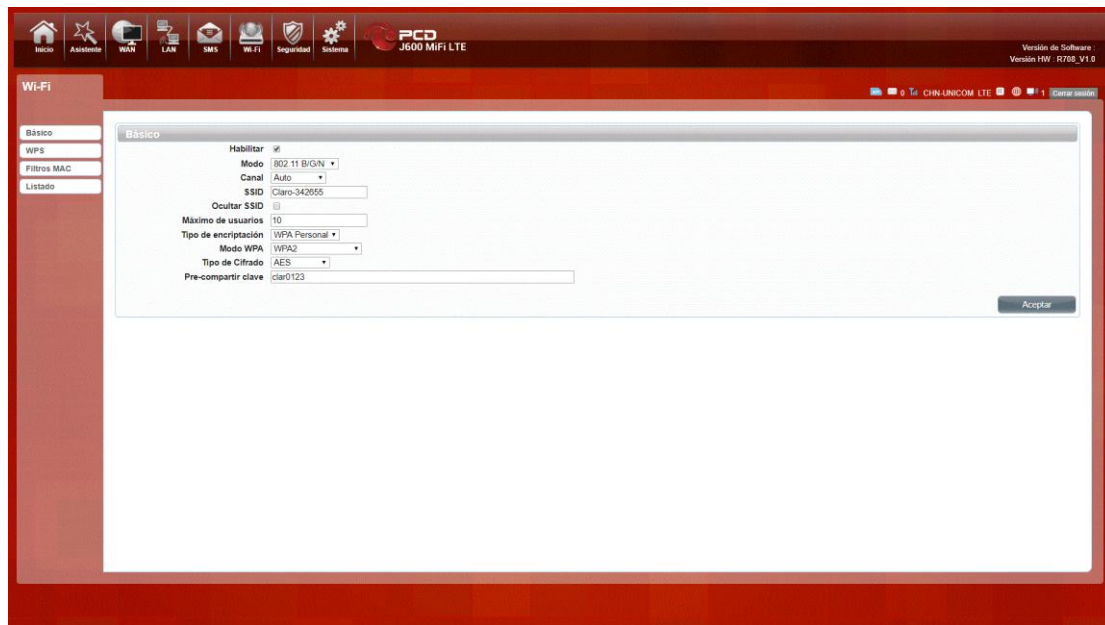 Inicio Asistente WAN LAN SMS Wi-Fi Seguridad Sistema
PCD
J600 MiFi LTE
Versión de Software :
Versión HW : R708_V1.0
Wi-Fi
0 CHN-UNICOM LTE 1 Cerrar sesión
Básico
WPS
Filtros MAC
Listado
Básico
Habilitar
Modo 802.11 B/G/N
Canal Auto
SSID Claro-342655
Ocultar SSID
Máximo de usuarios 10
Tipo de encriptación WPA Personal
Modo WPA WPA2
Tipo de Cifrado AES
Pre-compartir clave clar0123
Aceptar